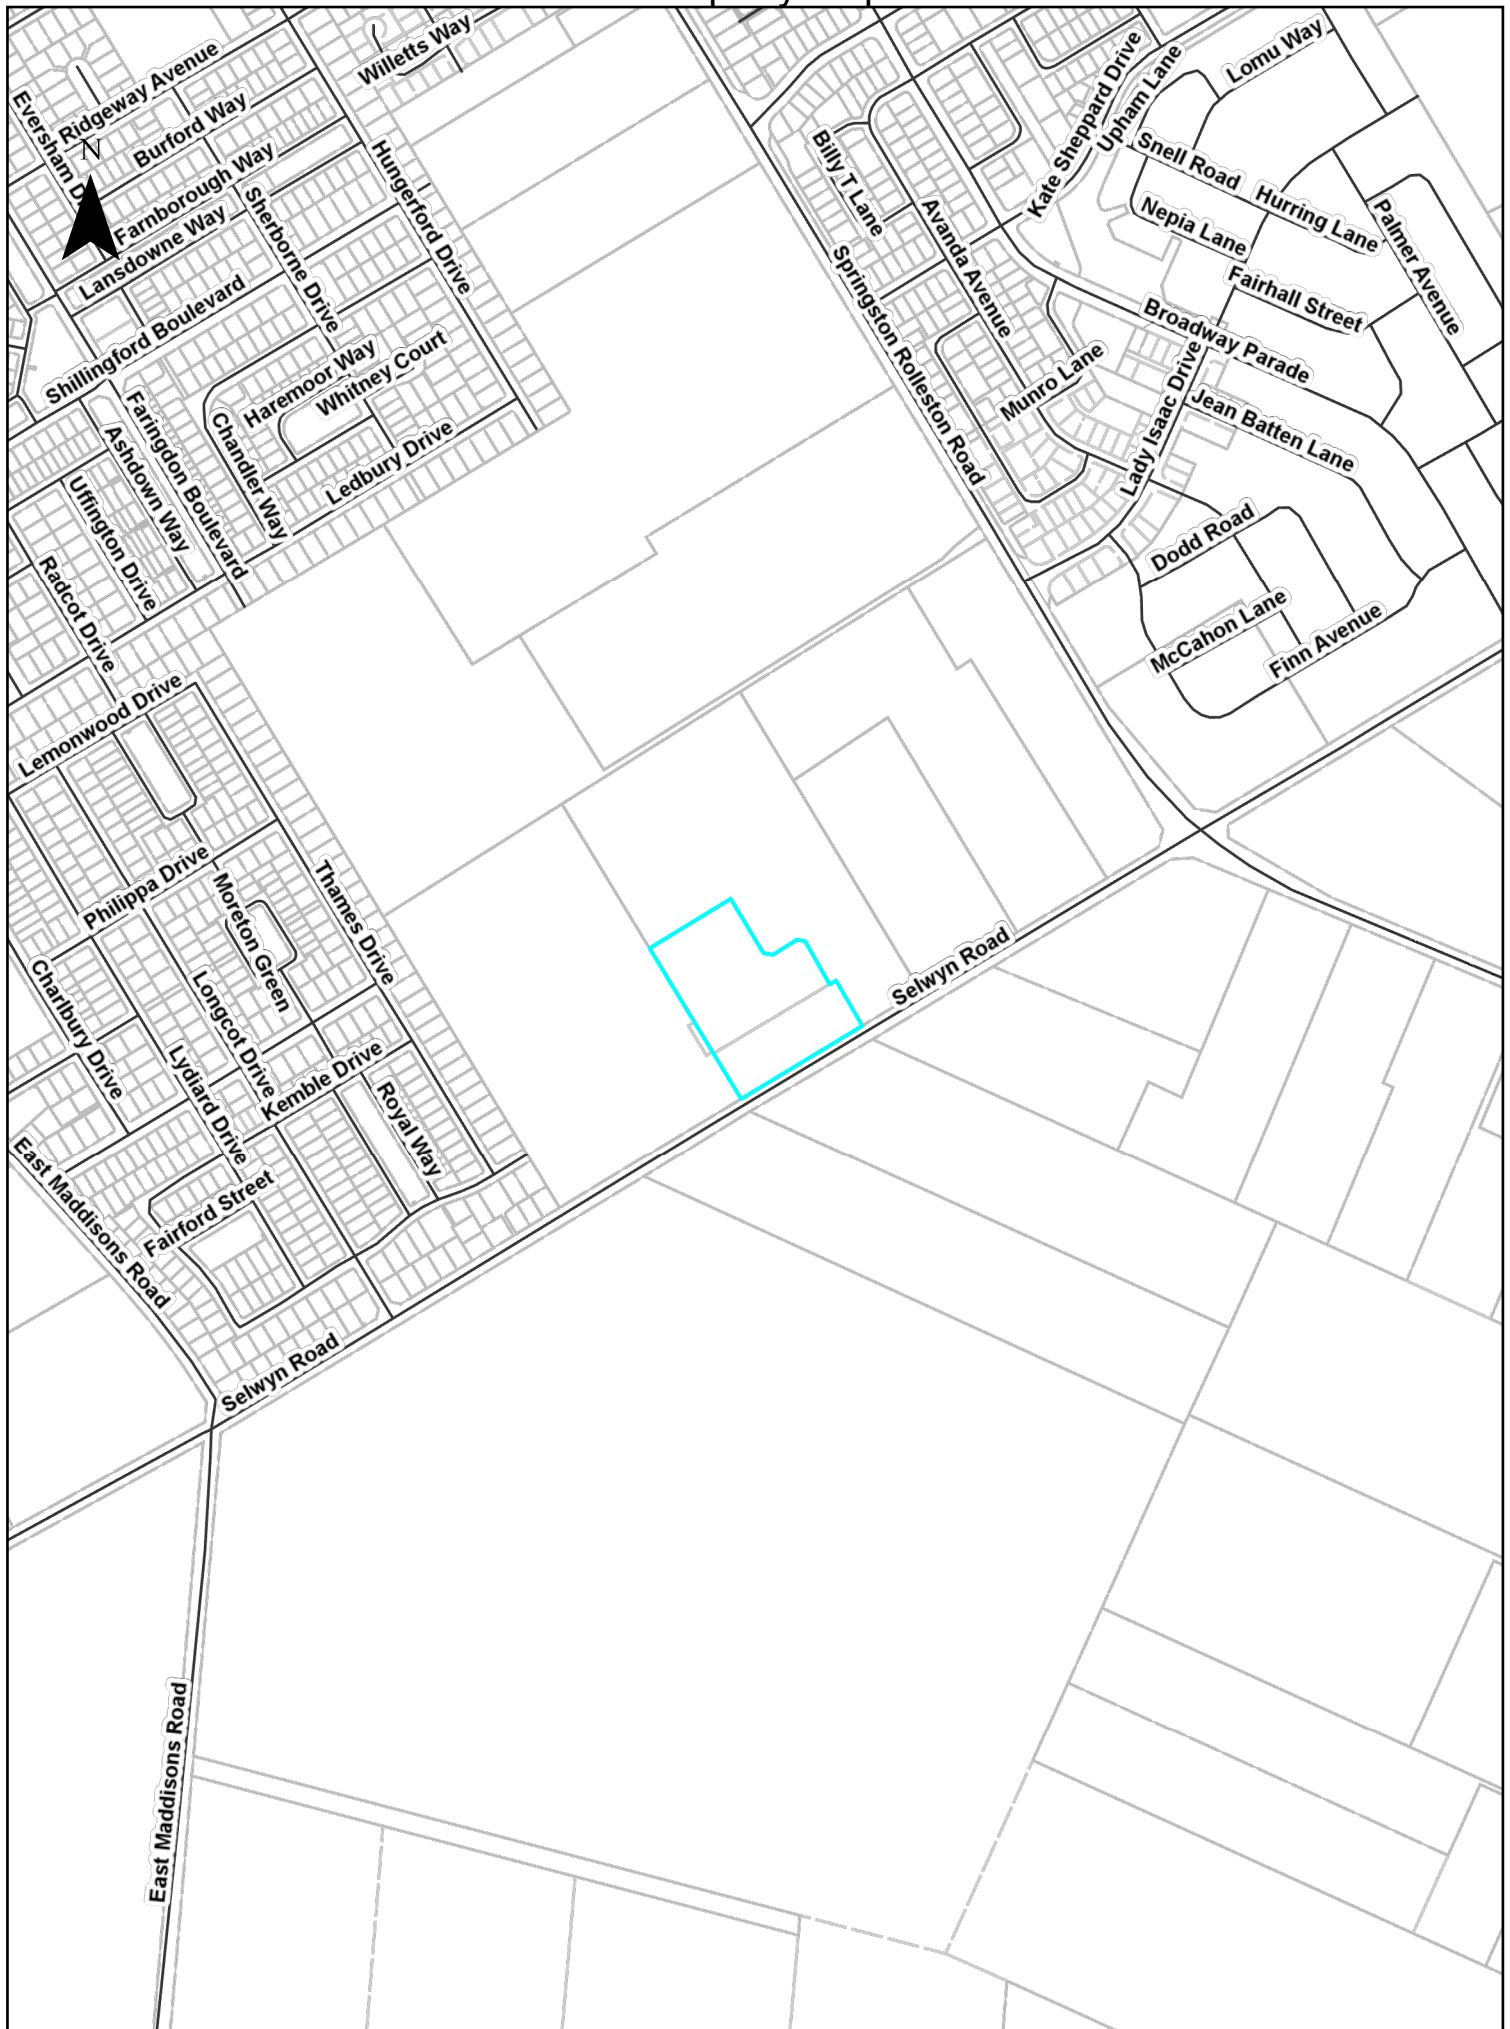 Willetts Way
Ridgeway Avenue
Eversham D
Burford Way
N
Farnborough Way
Lansdowne Way
Sherborne Drive
Hungerford Drive
Shillingford Boulevard
Haremoor Way
Whitney Court
Faringdon Boulevard
Ashdown Way
Chandler Way
Ledbury Drive
Uffington Drive
Radcot Drive
Lemonwood Drive
Philippa Drive
Moreton Green
Thames Drive
Charlbury Drive
Longcot Drive
Lydiard Drive
Kemble Drive
Royal Way
East Maddisons Road
Fairford Street
Selwyn Road
East Maddisons Road
Lomu Way
Kate Sheppard Drive
Upham Lane
Snell Road
Hurring Lane
Nepia Lane
Palmer Avenue
Fairhall Street
Billy T Lane
Avanda Avenue
Springston Rolleston Road
Broadway Parade
Munro Lane
Lady Isaac Drive
Jean Batten Lane
Dodd Road
McCahon Lane
Finn Avenue
Selwyn Road